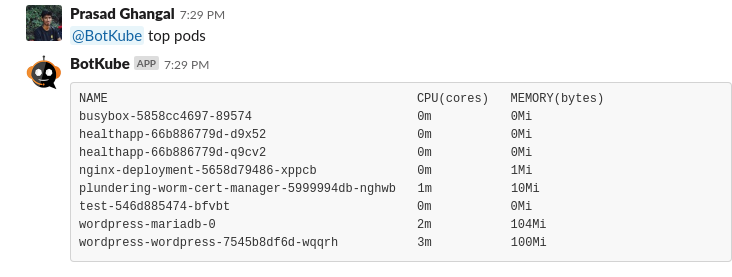 Prasad Ghangal 7:29 PM
@BotKube top pods
BotKube APP 7:29 PM
NAME CPU(cores) MEMORY(bytes)
busybox-5858cc4697-89574 0m 0Mi
healthapp-66b886779d-d9x52 0m 0Mi
healthapp-66b886779d-q9cv2 0m 0Mi
nginx-deployment-5658d79486-xppcb 0m 1Mi
plundering-worm-cert-manager-5999994db-nghwb 1m 10Mi
test-546d885474-bfvbt 0m 0Mi
wordpress-mariadb-0 2m 104Mi
wordpress-wordpress-7545b8df6d-wqqrh 3m 100Mi